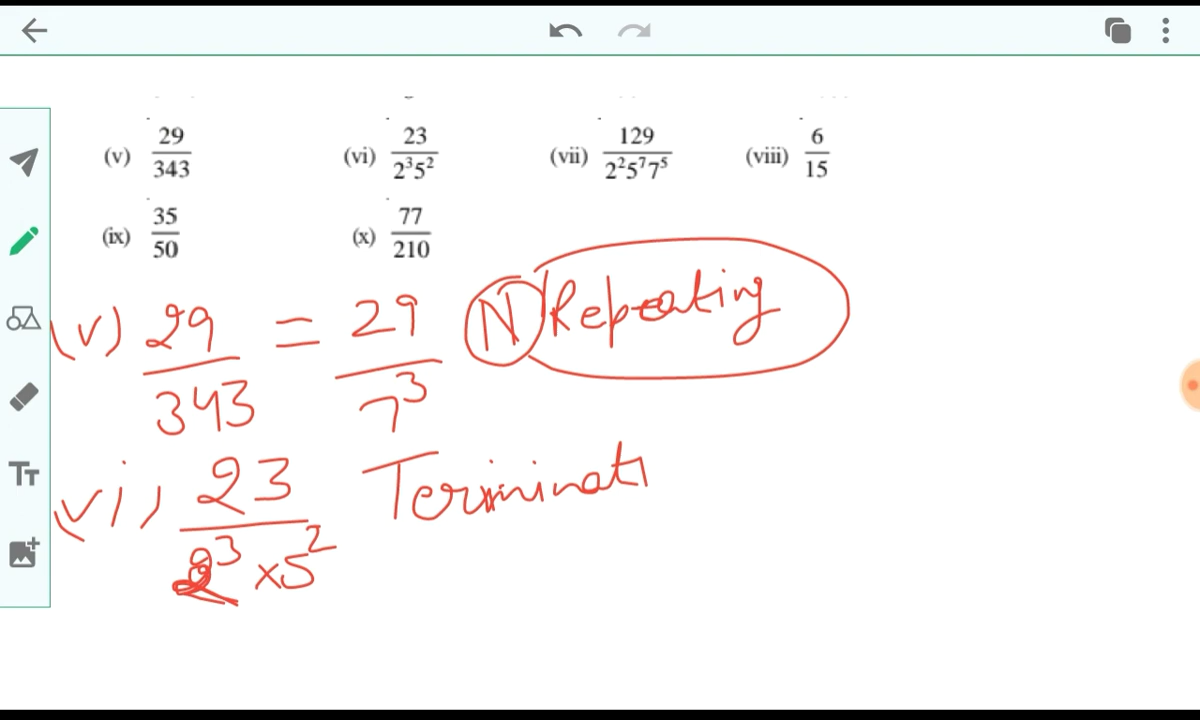 (v) 29/343 (vi) 23/2³5² (vii) 129/2²5⁷7⁵ (viii) 6/15
(ix) 35/50 (x) 77/210
(v) 29/343 = 29/7³ N Repeating
(vi) 23/2³×5² Terminati
TT